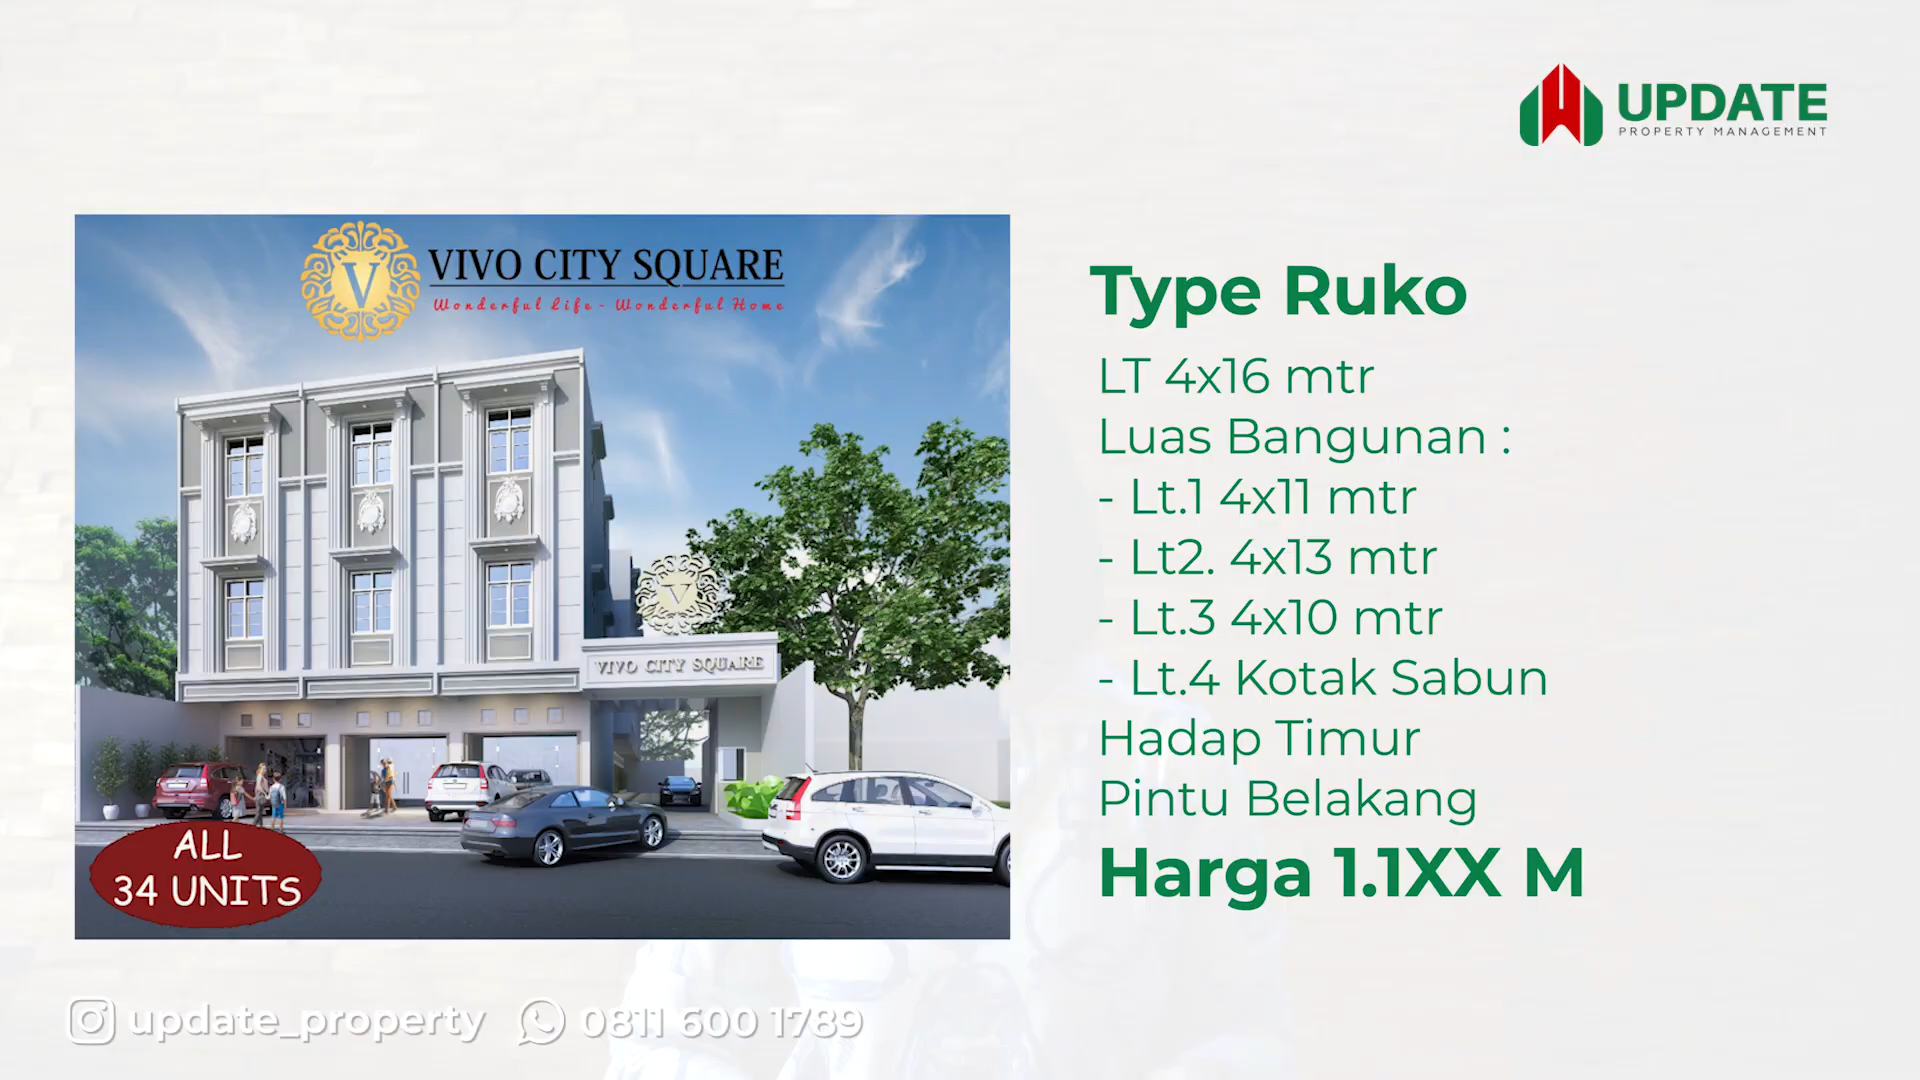 UPDATE
PROPERTY MANAGEMENT
V
VIVO CITY SQUARE
Wonderful Life - Wonderful Home
V
VIVO CITY SQUARE
ALL
34 UNITS
Type Ruko
LT 4x16 mtr
Luas Bangunan :
- Lt.1 4x11 mtr
- Lt2. 4x13 mtr
- Lt.3 4x10 mtr
- Lt.4 Kotak Sabun
Hadap Timur
Pintu Belakang
Harga 1.1XX M
update_property 0811 600 1789